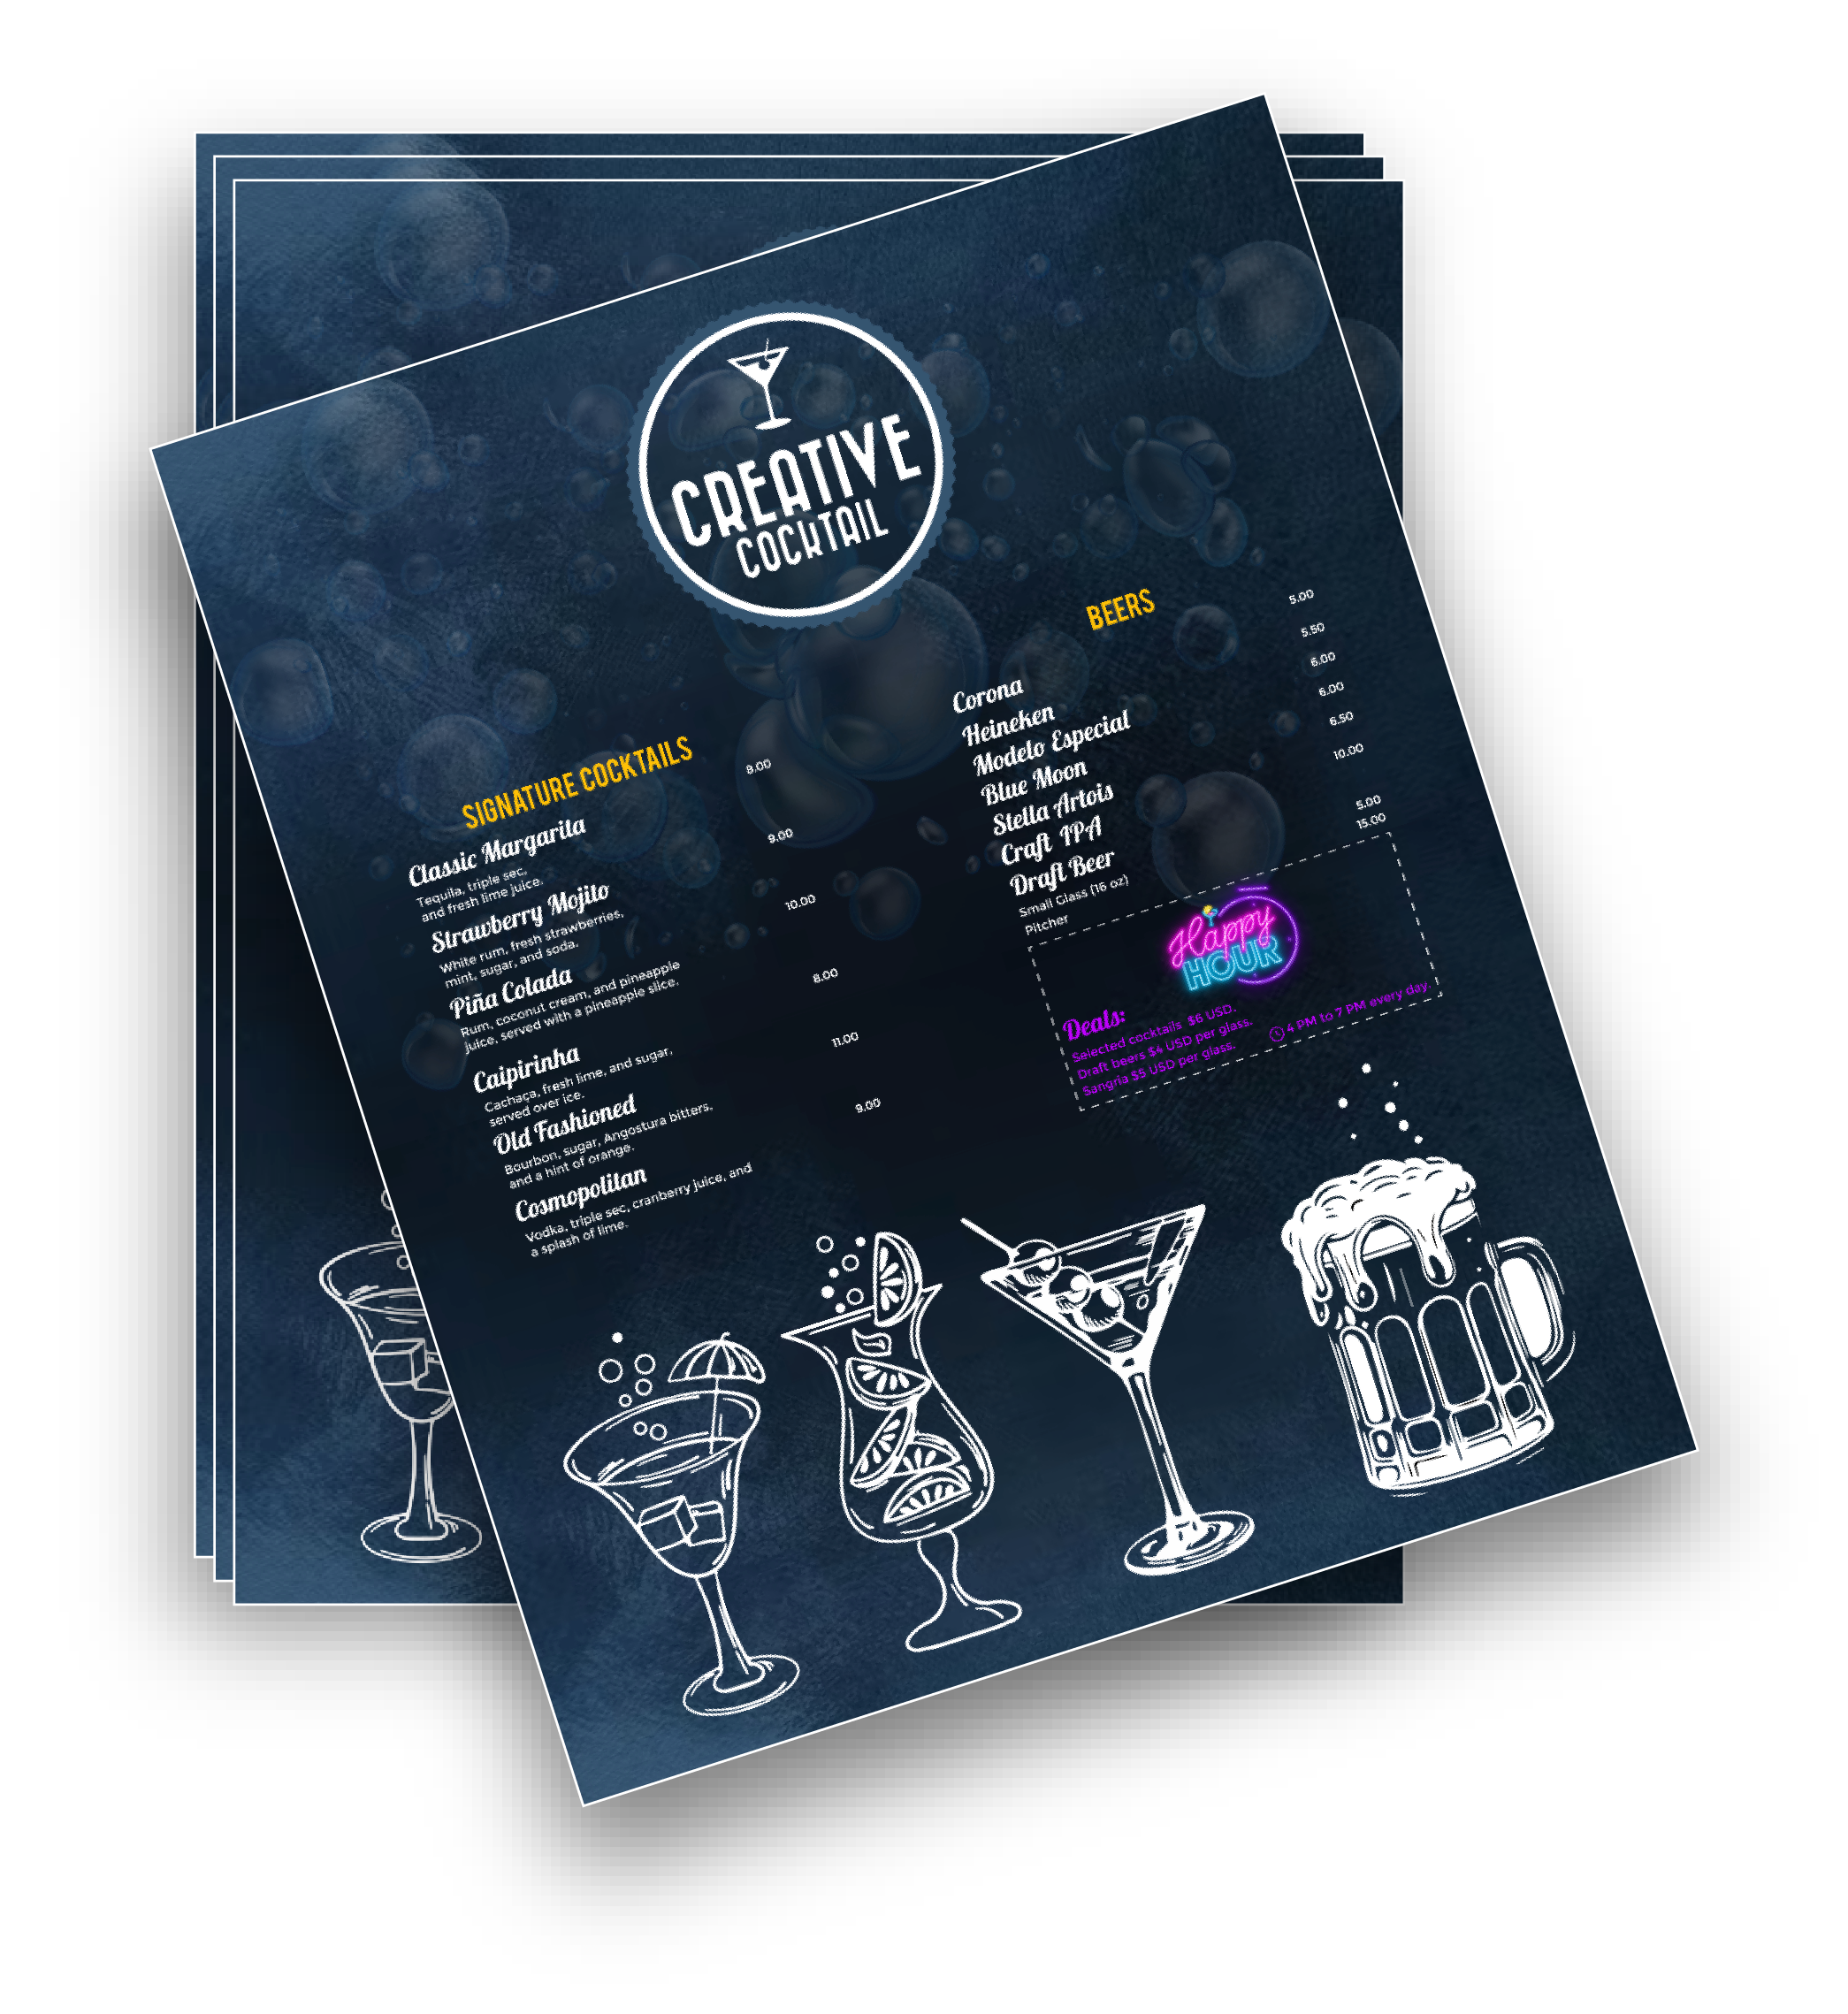 CREATIVE
COCKTAIL
SIGNATURE COCKTAILS
Classic Margarita 8.00
Tequila, triple sec,
and fresh lime juice.
Strawberry Mojito 9.00
White rum, fresh strawberries,
mint, sugar, and soda.
Piña Colada 10.00
Rum, coconut cream, and pineapple
juice, served with a pineapple slice.
Caipirinha 8.00
Cachaça, fresh lime, and sugar,
served over ice.
Old Fashioned 11.00
Bourbon, sugar, Angostura bitters,
and a hint of orange.
Cosmopolitan 9.00
Vodka, triple sec, cranberry juice, and
a splash of lime.
BEERS
Corona 5.00
Heineken 5.50
Modelo Especial 6.00
Blue Moon 6.00
Stella Artois 6.50
Craft IPA 10.00
Draft Beer
Small Glass (16 oz) 5.00
Pitcher 15.00
Happy
HOUR
Deals:
Selected cocktails $6 USD.
Draft beers $4 USD per glass.
Sangria $5 USD per glass.
4 PM to 7 PM every day.